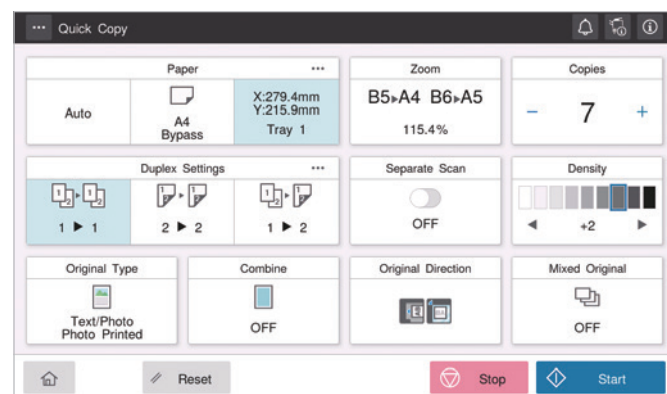 Quick Copy
Paper
Auto
A4
Bypass
X:279.4mm
Y:215.9mm
Tray 1
Zoom
B5▸A4 B6▸A5
115.4%
Copies
− 7 +
Duplex Settings
1 ▶ 1
2 ▶ 2
1 ▶ 2
Separate Scan
OFF
Density
+2
Original Type
Text/Photo
Photo Printed
Combine
OFF
Original Direction
Mixed Original
OFF
Reset
Stop
Start